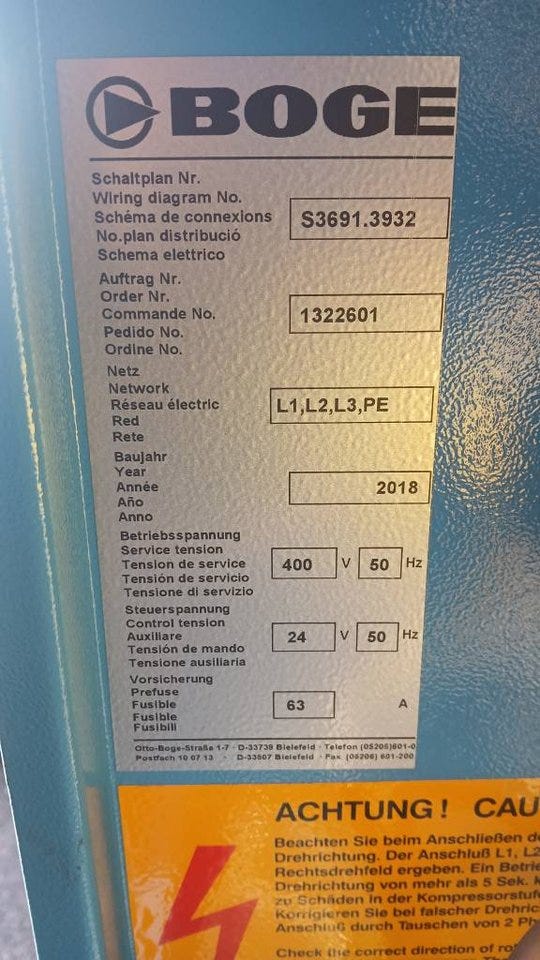 BOGE
Schaltplan Nr.
Wiring diagram No.
Schéma de connexions
No.plan distribució
Schema elettrico
S3691.3932
Auftrag Nr.
Order Nr.
Commande No.
Pedido No.
Ordine No.
1322601
Netz
Network
Réseau électric
Red
Rete
L1,L2,L3,PE
Baujahr
Year
Année
Año
Anno
2018
Betriebsspannung
Service tension
Tension de service
Tensión de servicio
Tensione di servizio
400 V 50 Hz
Steuerspannung
Control tension
Auxiliare
Tensión de mando
Tensione ausiliaria
24 V 50 Hz
Vorsicherung
Prefuse
Fusible
Fusible
Fusibili
63 A
Otto-Boge-Straße 1-7 · D-33739 Bielefeld · Telefon (05206)601-0
Postfach 10 07 13 · D-33507 Bielefeld · Fax (05206) 601-200
ACHTUNG! CAU
Beachten Sie beim Anschließen de
Drehrichtung. Der Anschluß L1, L2
Rechtsdrehfeld ergeben. Ein Betrie
Drehrichtung von mehr als 5 Sek. k
zu Schäden in der Kompressorstufe
Korrigieren Sie bei falscher Drehric
Anschluß durch Tauschen von 2 Ph
Check the correct direction of ro